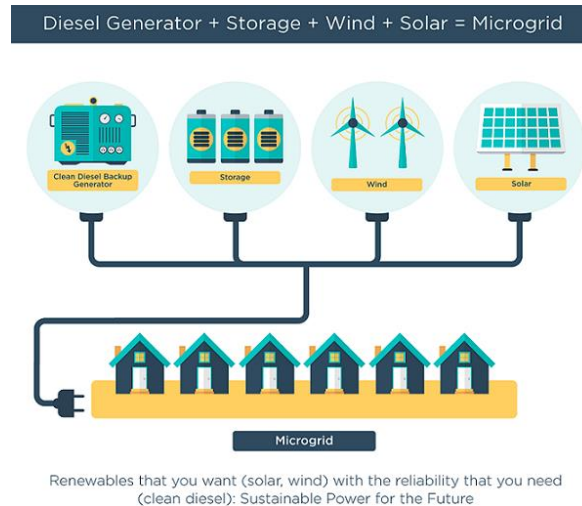 Diesel Generator + Storage + Wind + Solar = Microgrid
Clean Diesel Backup
Generator
Storage
Wind
Solar
Microgrid
Renewables that you want (solar, wind) with the reliability that you need
(clean diesel): Sustainable Power for the Future